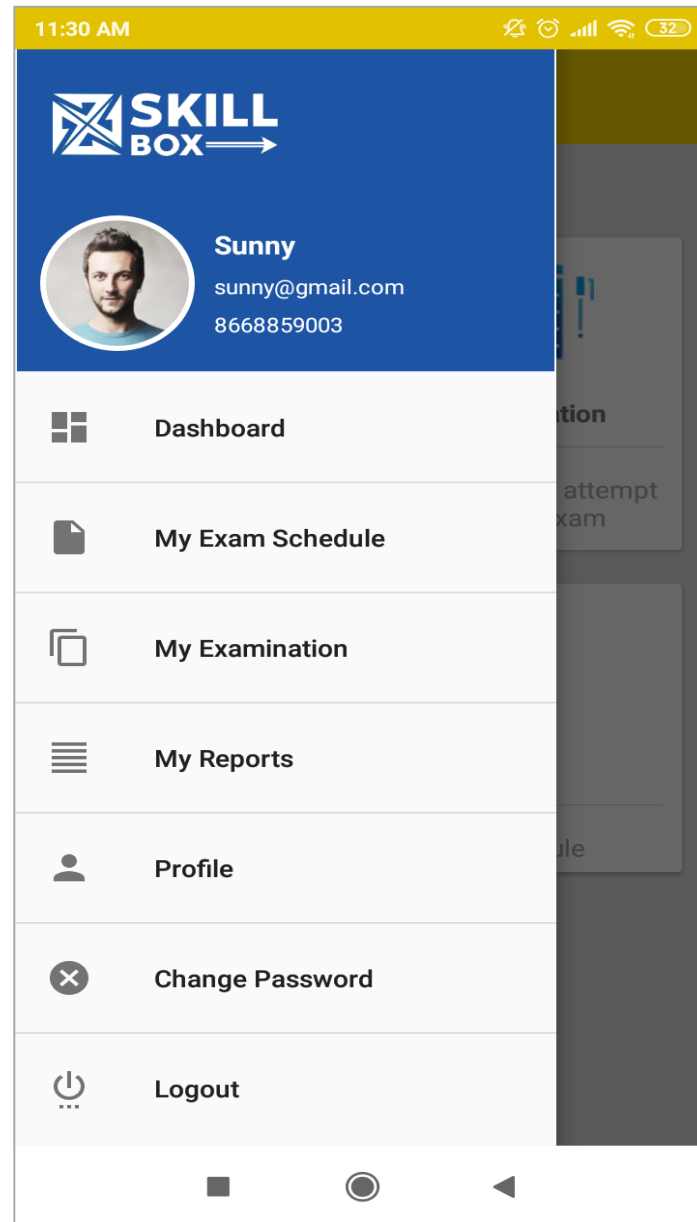 11:30 AM
32
SKILL
BOX
Sunny
sunny@gmail.com
8668859003
Dashboard
tion
attempt
xam
My Exam Schedule
My Examination
My Reports
ule
Profile
Change Password
Logout